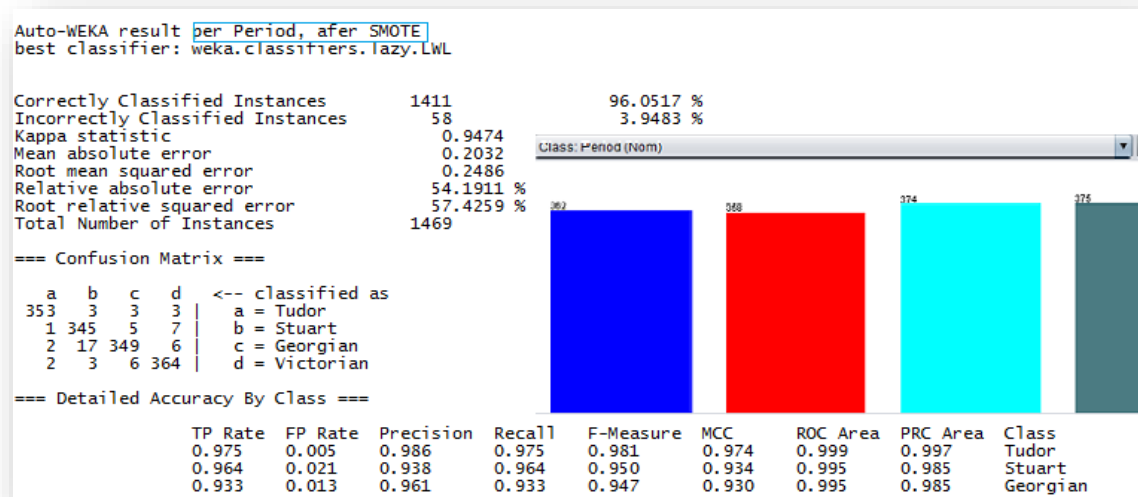 Auto-WEKA result per Period, afer SMOTE
best classifier: weka.classifiers.lazy.LWL
Correctly Classified Instances 1411 96.0517 %
Incorrectly Classified Instances 58 3.9483 %
Kappa statistic 0.9474
Mean absolute error 0.2032
Root mean squared error 0.2486
Relative absolute error 54.1911 %
Root relative squared error 57.4259 %
Total Number of Instances 1469
Class: Period (Nom)
374
375
=== Confusion Matrix ===
a b c d <-- classified as
353 3 3 3 | a = Tudor
1 345 5 7 | b = Stuart
2 17 349 6 | c = Georgian
2 3 6 364 | d = Victorian
=== Detailed Accuracy By Class ===
TP Rate FP Rate Precision Recall F-Measure MCC ROC Area PRC Area Class
0.975 0.005 0.986 0.975 0.981 0.974 0.999 0.997 Tudor
0.964 0.021 0.938 0.964 0.950 0.934 0.995 0.985 Stuart
0.933 0.013 0.961 0.933 0.947 0.930 0.995 0.985 Georgian